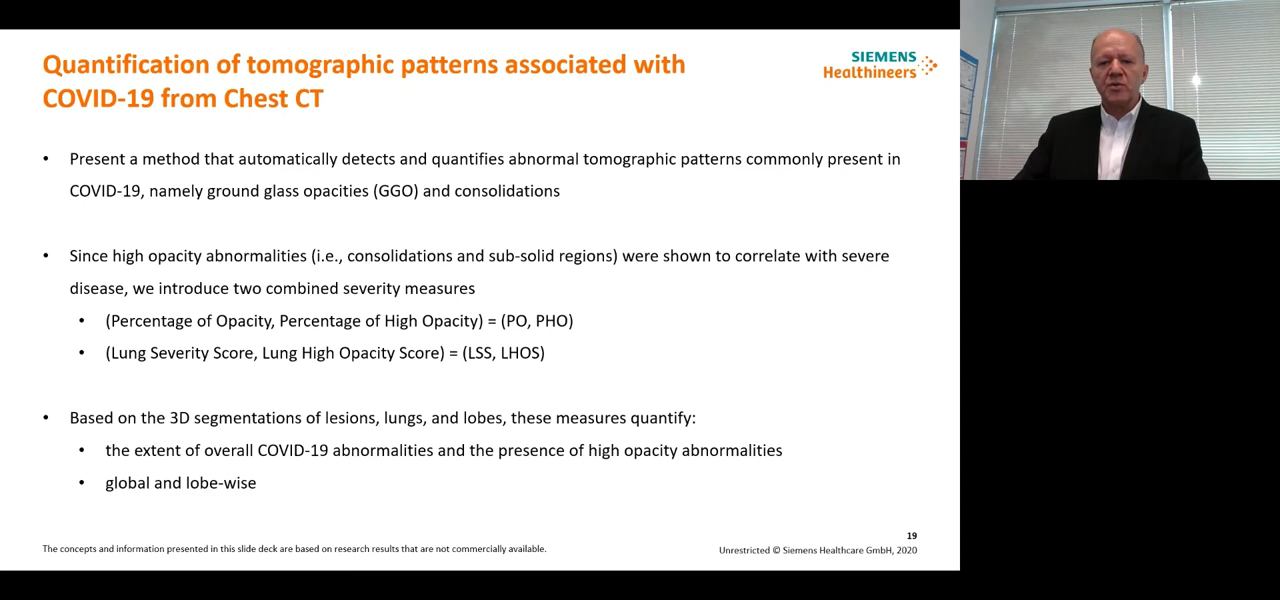 Quantification of tomographic patterns associated with
COVID-19 from Chest CT
SIEMENS
Healthineers
• Present a method that automatically detects and quantifies abnormal tomographic patterns commonly present in
COVID-19, namely ground glass opacities (GGO) and consolidations
• Since high opacity abnormalities (i.e., consolidations and sub-solid regions) were shown to correlate with severe
disease, we introduce two combined severity measures
• (Percentage of Opacity, Percentage of High Opacity) = (PO, PHO)
• (Lung Severity Score, Lung High Opacity Score) = (LSS, LHOS)
• Based on the 3D segmentations of lesions, lungs, and lobes, these measures quantify:
• the extent of overall COVID-19 abnormalities and the presence of high opacity abnormalities
• global and lobe-wise
19
The concepts and information presented in this slide deck are based on research results that are not commercially available.
Unrestricted © Siemens Healthcare GmbH, 2020